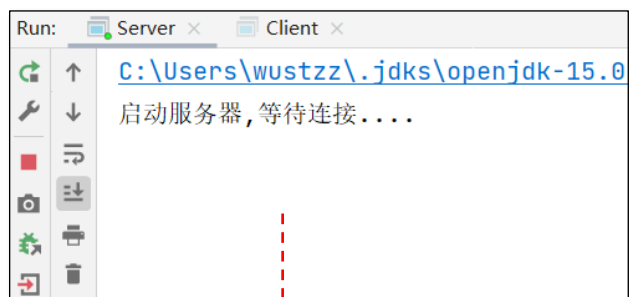 Run: Server × Client ×
C:\Users\wustzz\.jdks\openjdk-15.0
启动服务器,等待连接....